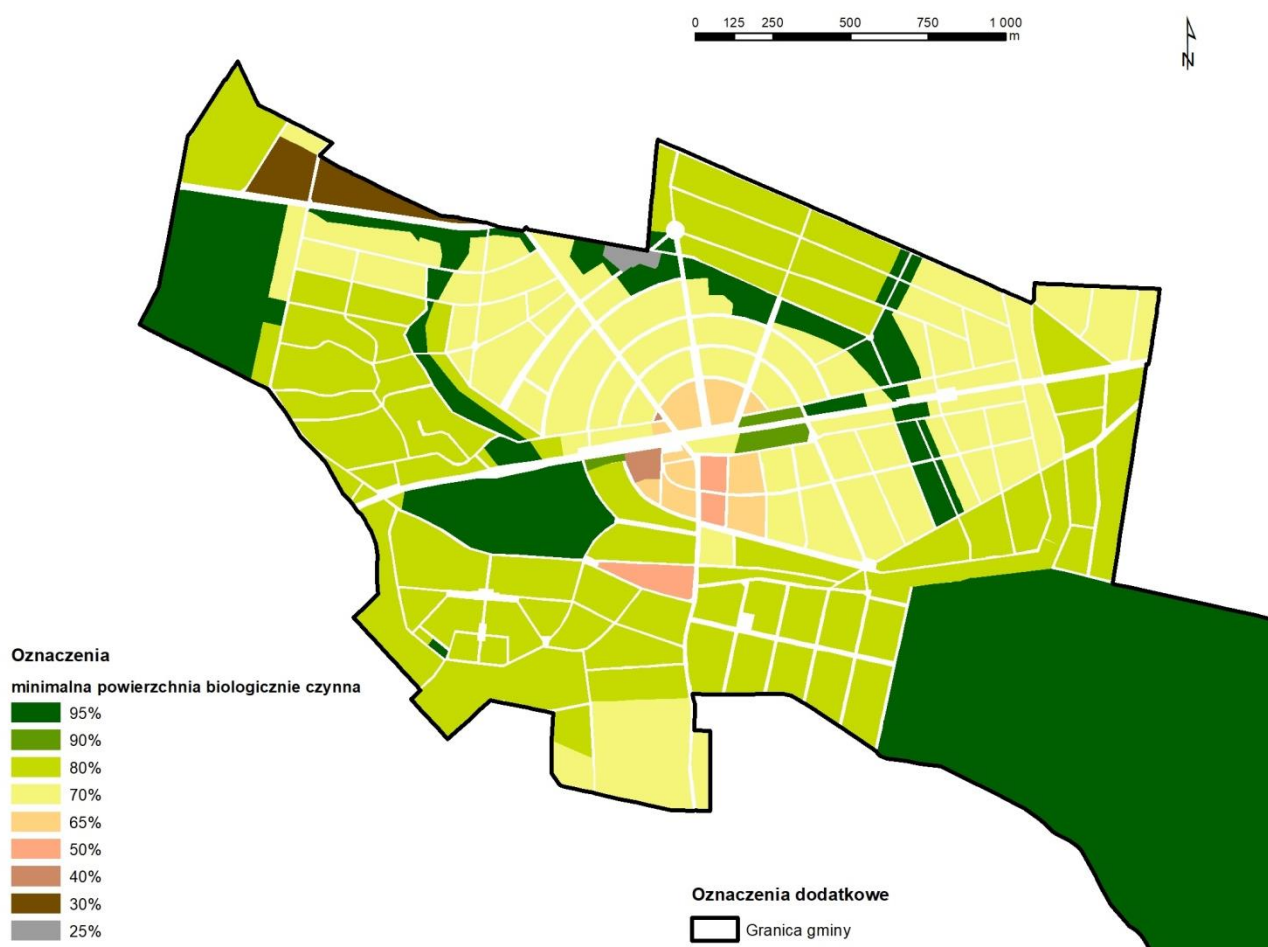 0 125 250 500 750 1 000
m
N
Oznaczenia
minimalna powierzchnia biologicznie czynna
95%
90%
80%
70%
65%
50%
40%
30%
25%
Oznaczenia dodatkowe
Granica gminy